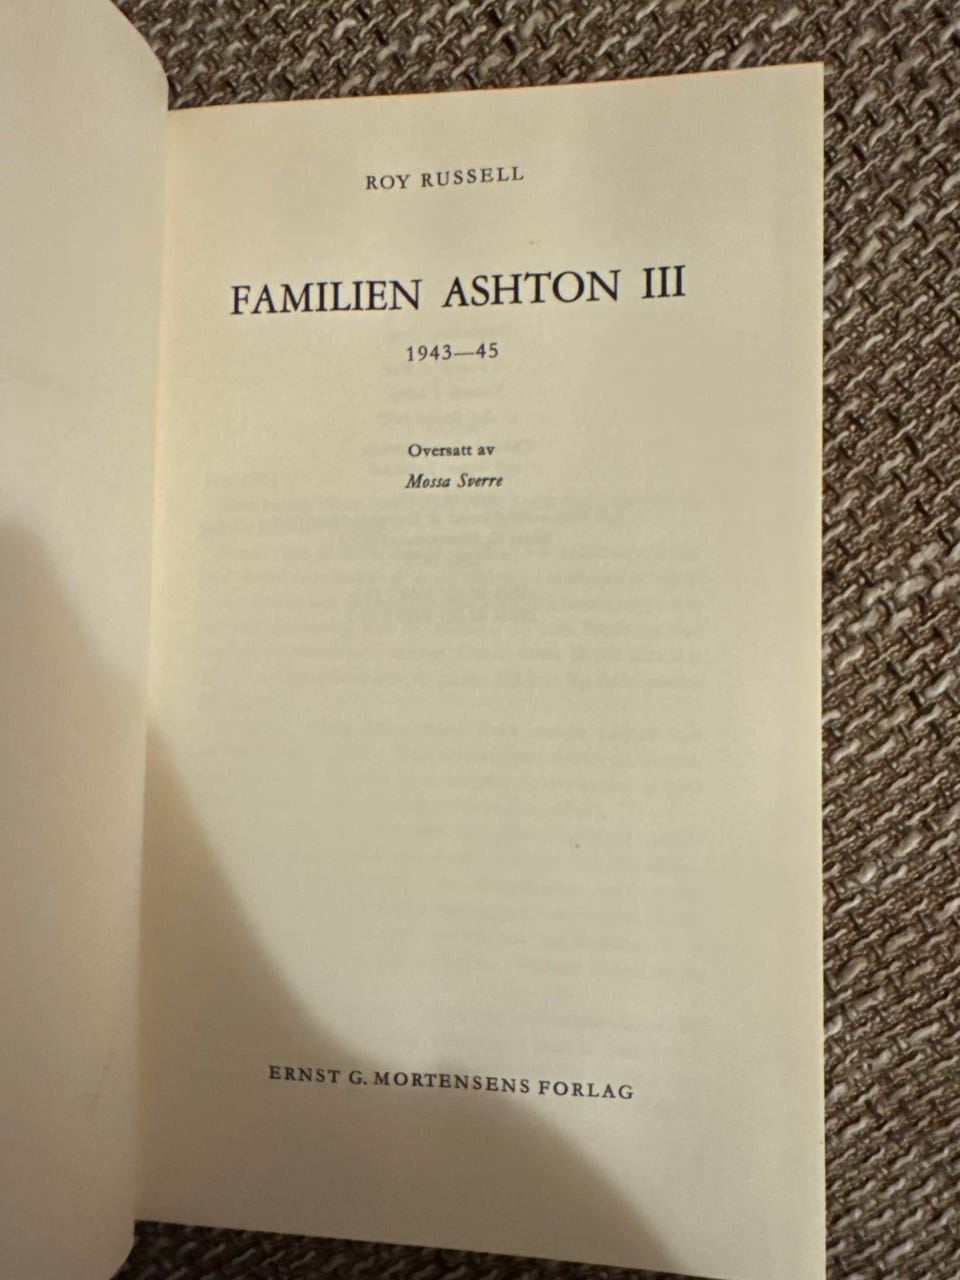 ROY RUSSELL
FAMILIEN ASHTON III
1943—45
Oversatt av
Mossa Sverre
ERNST G. MORTENSENS FORLAG